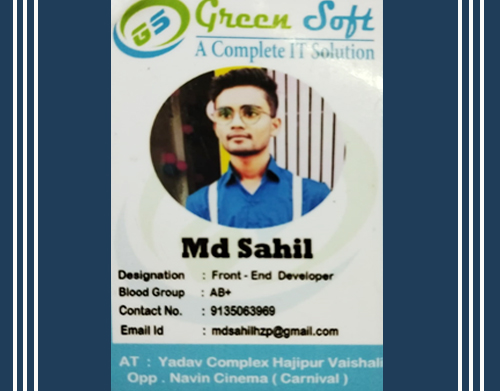 GS
Green Soft
A Complete IT Solution
Md Sahil
Designation : Front - End Developer
Blood Group : AB+
Contact No. : 9135063969
Email Id : mdsahilhzp@gmail.com
AT : Yadav Complex Hajipur Vaishali
Opp . Navin Cinema ( Carnival )